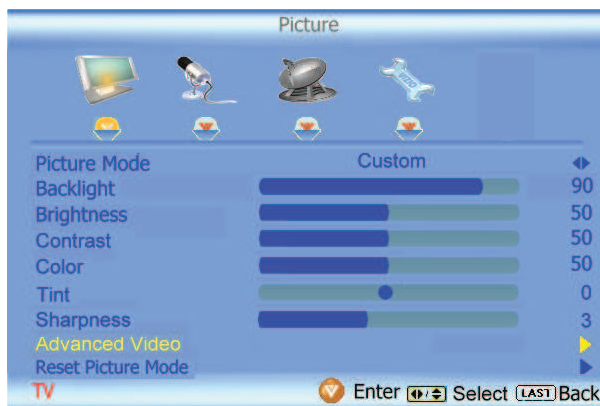 Picture
Picture Mode Custom
Backlight 90
Brightness 50
Contrast 50
Color 50
Tint 0
Sharpness 3
Advanced Video
Reset Picture Mode
TV Enter Select LAST Back